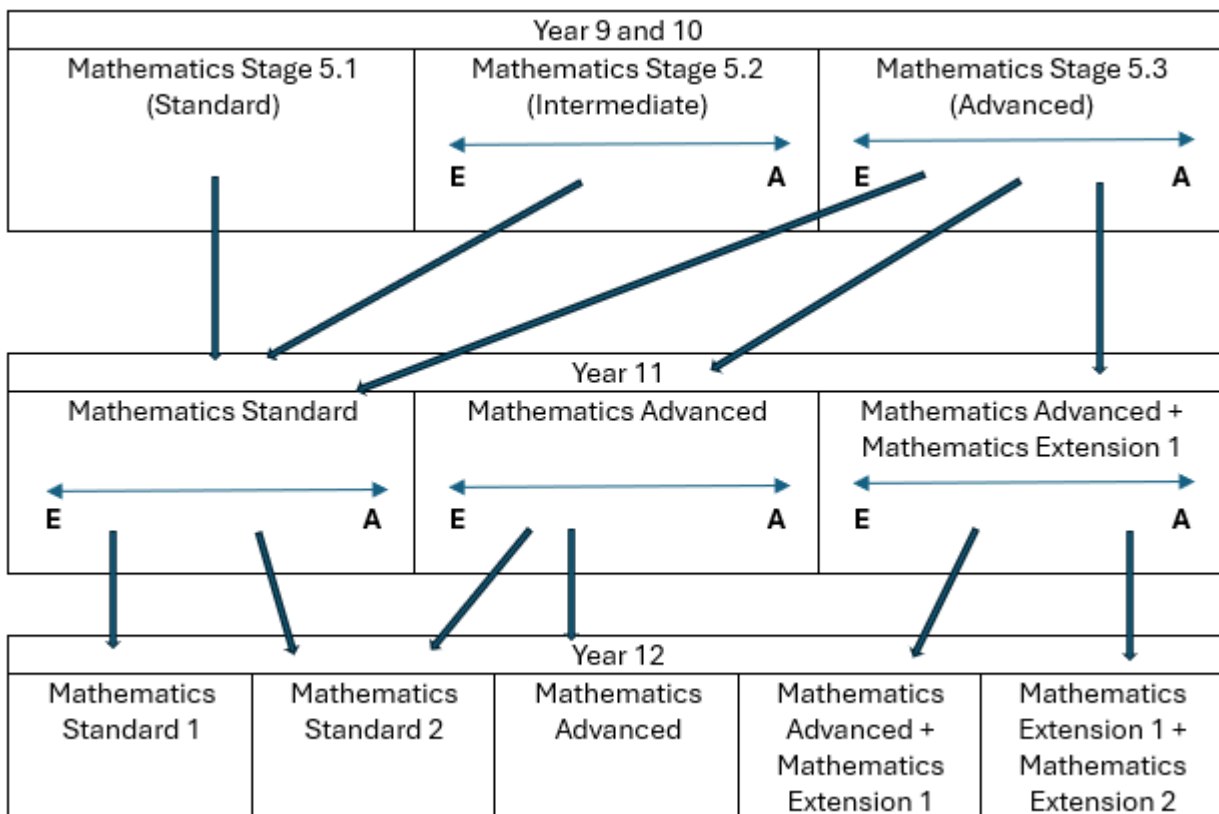 Year 9 and 10
Mathematics Stage 5.1
(Standard)
Mathematics Stage 5.2
(Intermediate)
E A
Mathematics Stage 5.3
(Advanced)
E A
Year 11
Mathematics Standard
E A
Mathematics Advanced
E A
Mathematics Advanced +
Mathematics Extension 1
E A
Year 12
Mathematics
Standard 1
Mathematics
Standard 2
Mathematics
Advanced
Mathematics
Advanced +
Mathematics
Extension 1
Mathematics
Extension 1 +
Mathematics
Extension 2